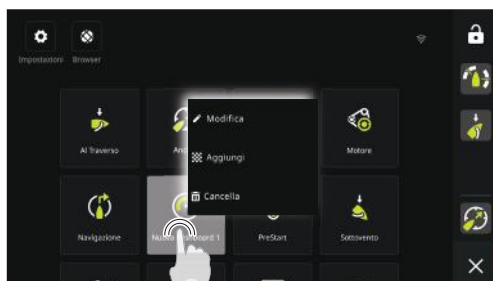 Impostazioni Browser
Modifica
Al Traverso
Aggiungi
Motore
Cancella
Navigazione
PreStart
Sottovento